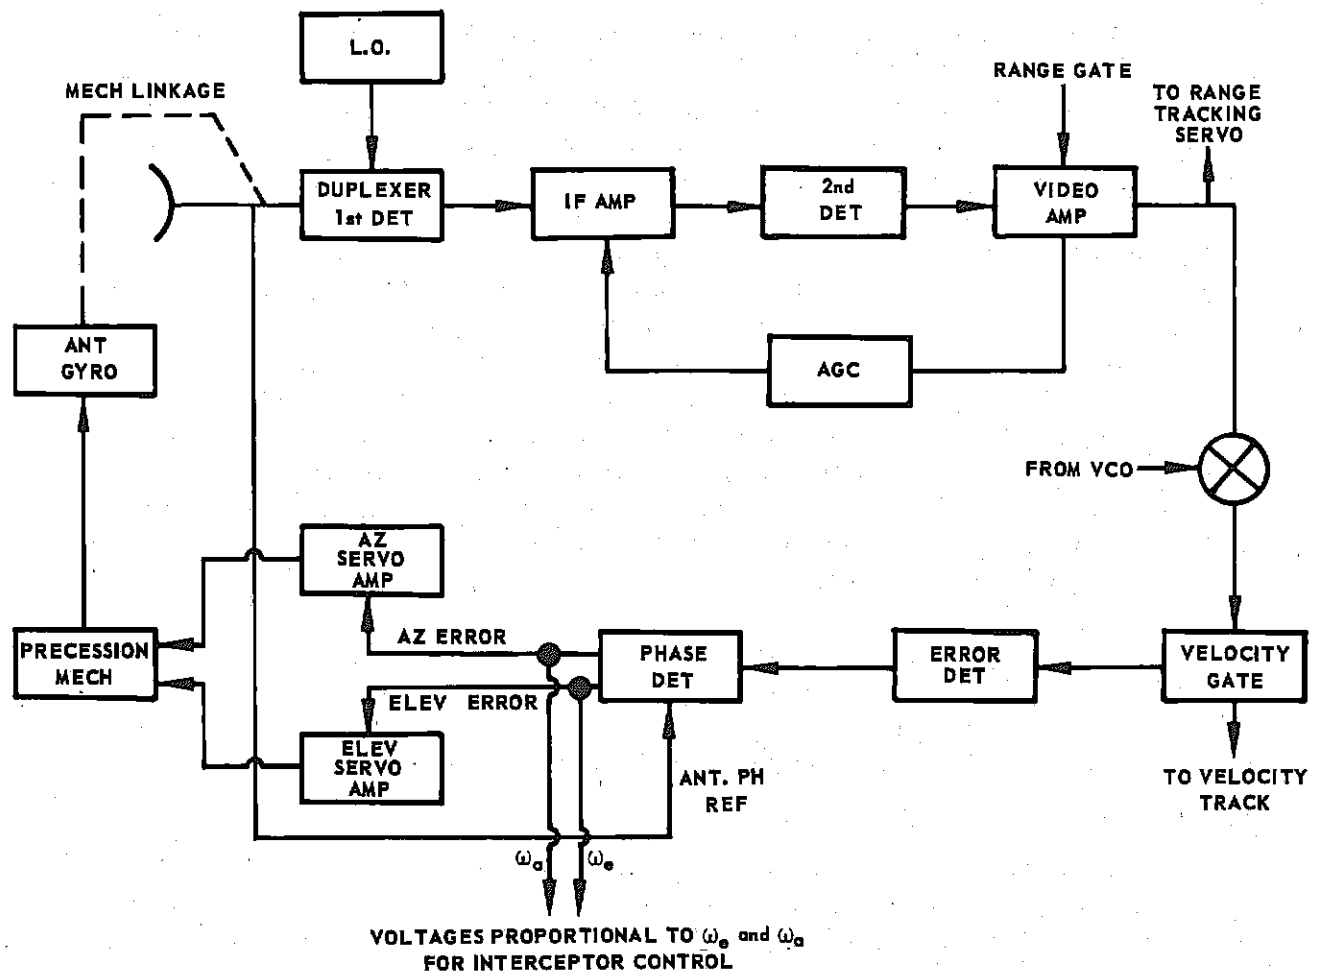 L.O.
MECH LINKAGE
RANGE GATE
TO RANGE
TRACKING
SERVO
DUPLEXER
1st DET
IF AMP
2nd
DET
VIDEO
AMP
ANT
GYRO
AGC
FROM VCO
AZ
SERVO
AMP
PRECESSION
MECH
AZ ERROR
ELEV ERROR
PHASE
DET
ERROR
DET
VELOCITY
GATE
ELEV
SERVO
AMP
ANT. PH
REF
TO VELOCITY
TRACK
ωa
ωe
VOLTAGES PROPORTIONAL TO ωe and ωa
FOR INTERCEPTOR CONTROL